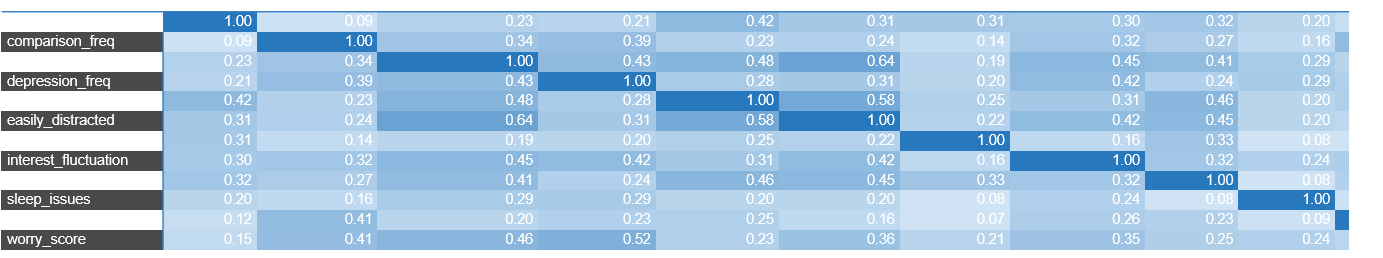 1.00 0.09 0.23 0.21 0.42 0.31 0.31 0.30 0.32 0.20
comparison_freq 0.09 1.00 0.34 0.39 0.23 0.24 0.14 0.32 0.27 0.16
0.23 0.34 1.00 0.43 0.48 0.64 0.19 0.45 0.41 0.29
depression_freq 0.21 0.39 0.43 1.00 0.28 0.31 0.20 0.42 0.24 0.29
0.42 0.23 0.48 0.28 1.00 0.58 0.25 0.31 0.46 0.20
easily_distracted 0.31 0.24 0.64 0.31 0.58 1.00 0.22 0.42 0.45 0.20
0.31 0.14 0.19 0.20 0.25 0.22 1.00 0.16 0.33 0.08
interest_fluctuation 0.30 0.32 0.45 0.42 0.31 0.42 0.16 1.00 0.32 0.24
0.32 0.27 0.41 0.24 0.46 0.45 0.33 0.32 1.00 0.08
sleep_issues 0.20 0.16 0.29 0.29 0.20 0.20 0.08 0.24 0.08 1.00
0.12 0.41 0.20 0.23 0.25 0.16 0.07 0.26 0.23 0.09
worry_score 0.15 0.41 0.46 0.52 0.23 0.36 0.21 0.35 0.25 0.24